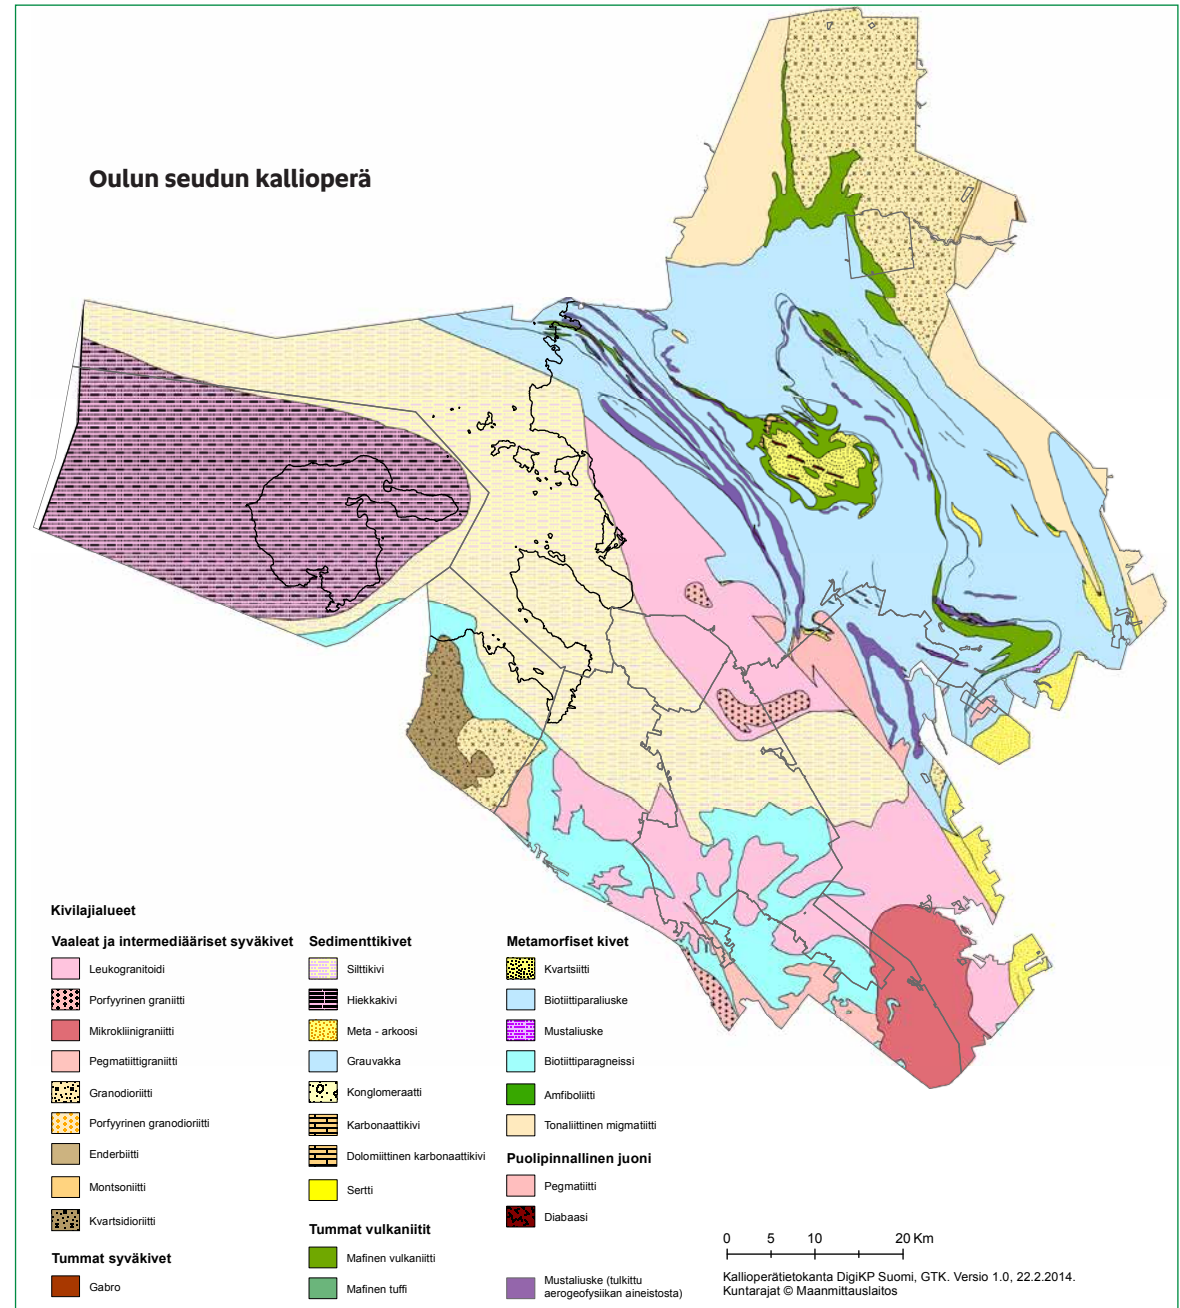 Oulun seudun kallioperä
Kivilajialueet
Vaaleat ja intermediääriset syväkivet
Leukogranitoidi
Porfyyrinen graniitti
Mikrokliinigraniitti
Pegmatiittigraniitti
Granodioriitti
Porfyyrinen granodioriitti
Enderbiitti
Montsoniitti
Kvartsidioriitti
Tummat syväkivet
Gabro
Sedimenttikivet
Silttikivi
Hiekkakivi
Meta - arkoosi
Grauvakka
Konglomeraatti
Karbonaattikivi
Dolomiittinen karbonaattikivi
Sertti
Tummat vulkaniitit
Mafinen vulkaniitti
Mafinen tuffi
Metamorfiset kivet
Kvartsiitti
Biotiittiparaliuske
Mustaliuske
Biotiittiparagneissi
Amfiboliitti
Tonaliittinen migmatiitti
Puolipinnallinen juoni
Pegmatiitti
Diabaasi
Mustaliuske (tulkittu
aerogeofysiikan aineistosta)
0 5 10 20 Km
Kallioperätietokanta DigiKP Suomi, GTK. Versio 1.0, 22.2.2014.
Kuntarajat © Maanmittauslaitos